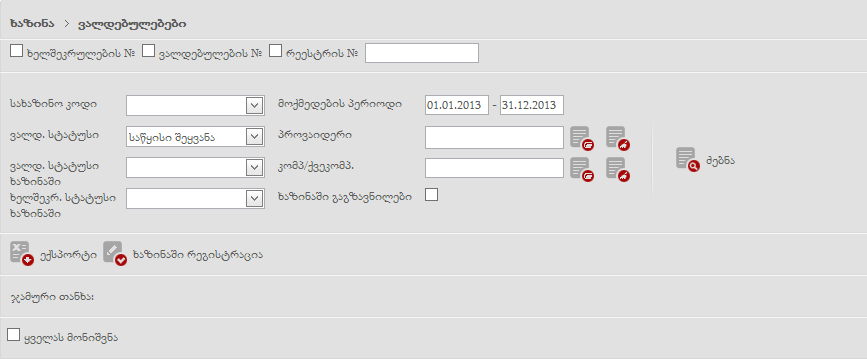 ხაზინა > ვალდებულებები
ხელშეკრულების № ვალდებულების № რეესტრის №
სახაზინო კოდი მოქმედების პერიოდი 01.01.2013 - 31.12.2013
ვალდ. სტატუსი საწყისი შეყვანა პროვაიდერი
ვალდ. სტატუსი ხაზინაში კომპ/ქვეკომპ. ძებნა
ხელშეკრ. სტატუსი ხაზინაში ხაზინაში გაგზავნილები
ექსპორტი ხაზინაში რეგისტრაცია
ჯამური თანხა:
ყველას მონიშვნა